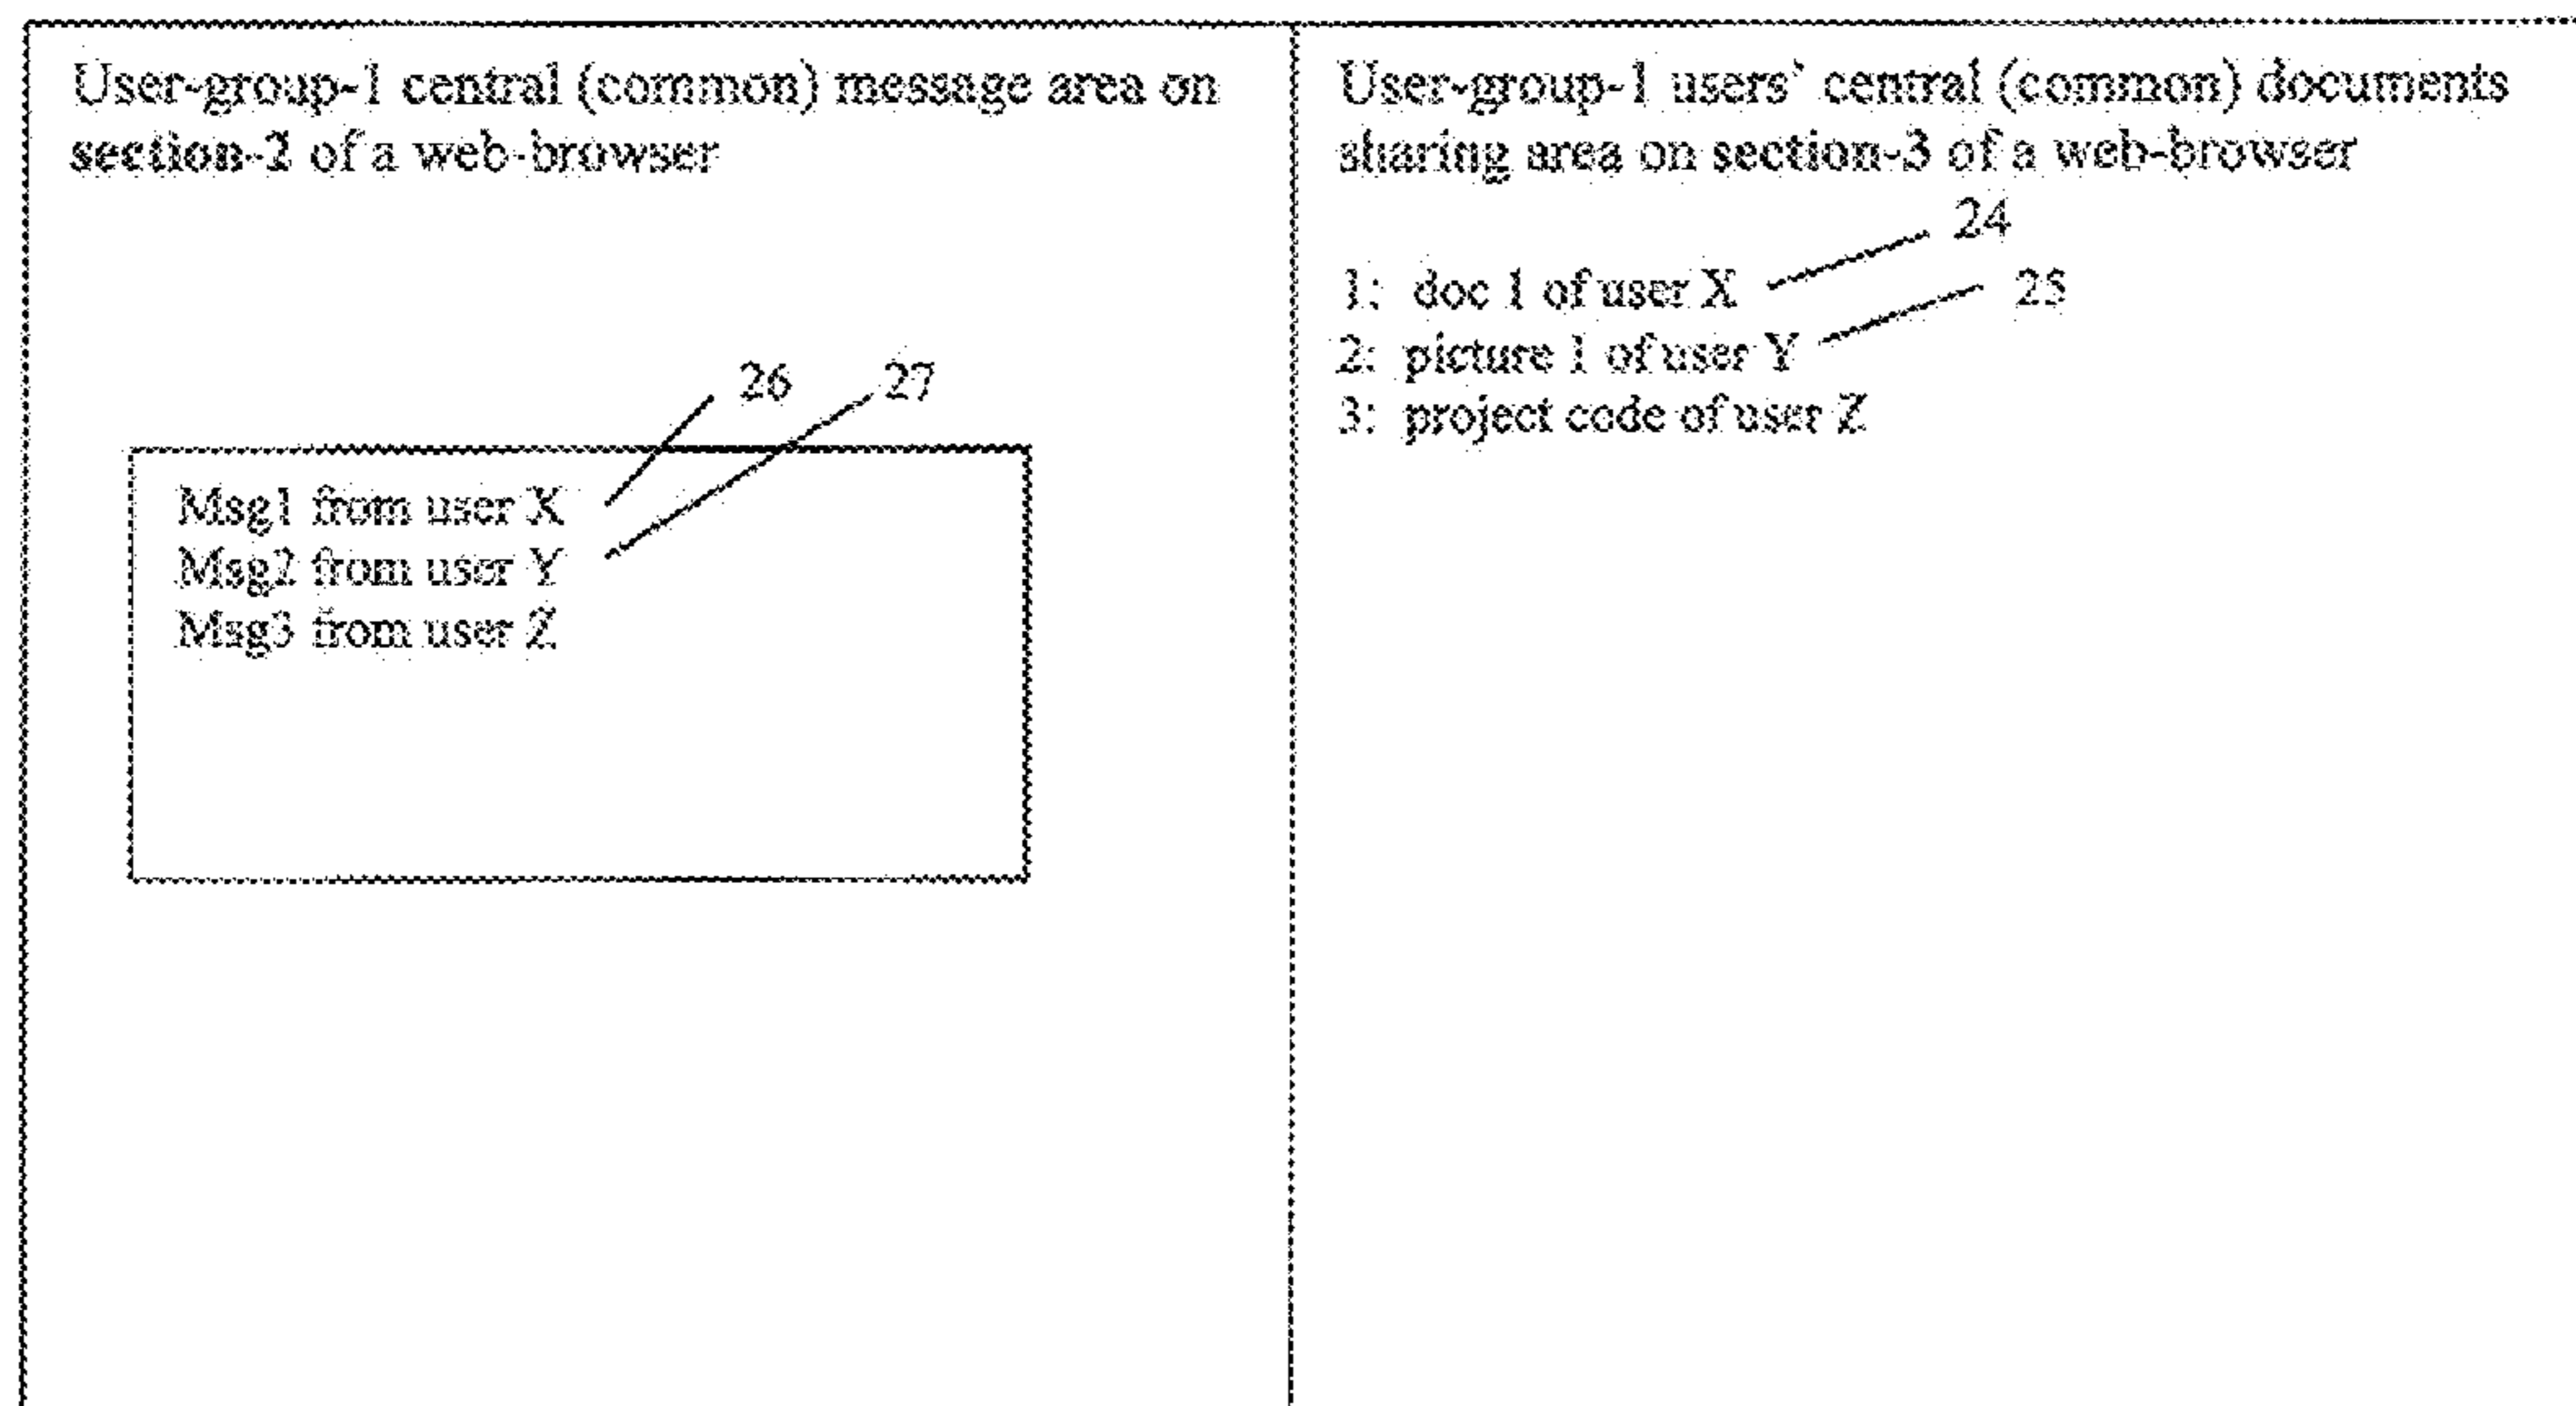 User-group-1 central (common) message area on
section-2 of a web-browser
26 27
Msg1 from user X
Msg2 from user Y
Msg3 from user Z
User-group-1 users' central (common) documents
sharing area on section-3 of a web-browser
24
1: doc 1 of user X
25
2: picture 1 of user Y
3: project code of user Z